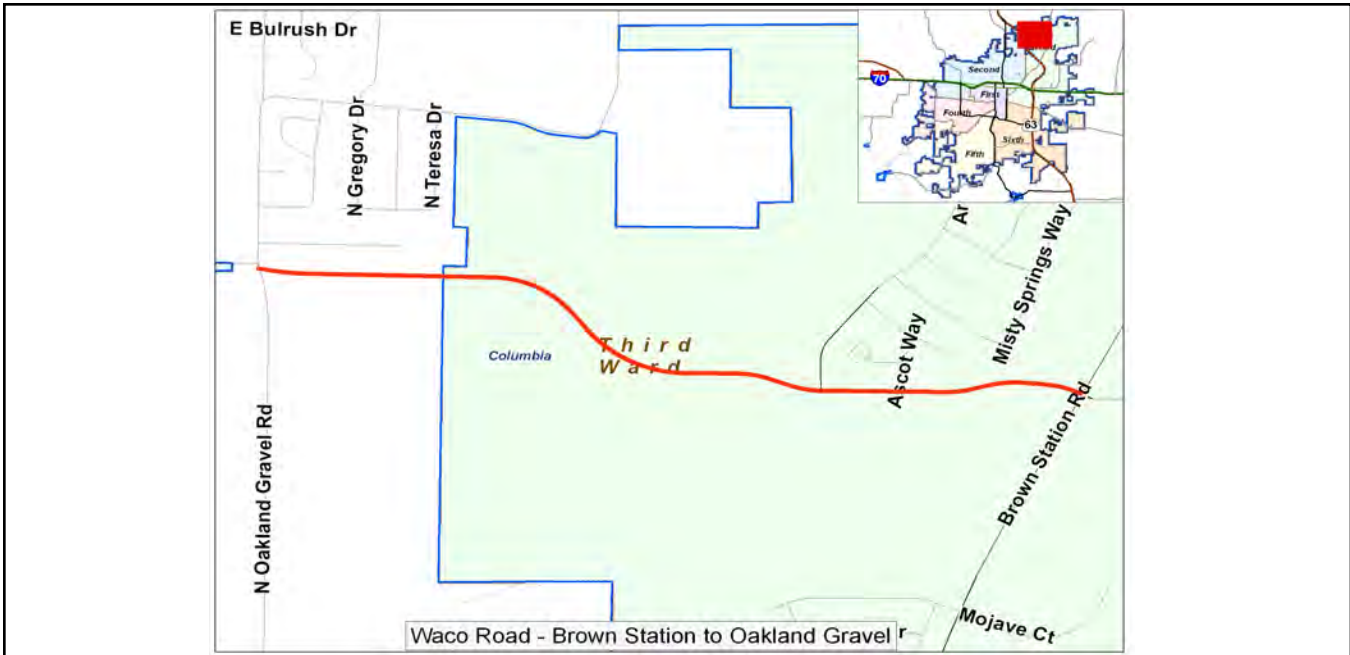 E Bulrush Dr
N Gregory Dr
N Teresa Dr
70
Second
First
Fourth
63
Sixth
Fifth
Ar
Misty Springs Way
Columbia
Third
Ward
Ascot Way
N Oakland Gravel Rd
Brown Station Rd
Mojave Ct
r
Waco Road - Brown Station to Oakland Gravel